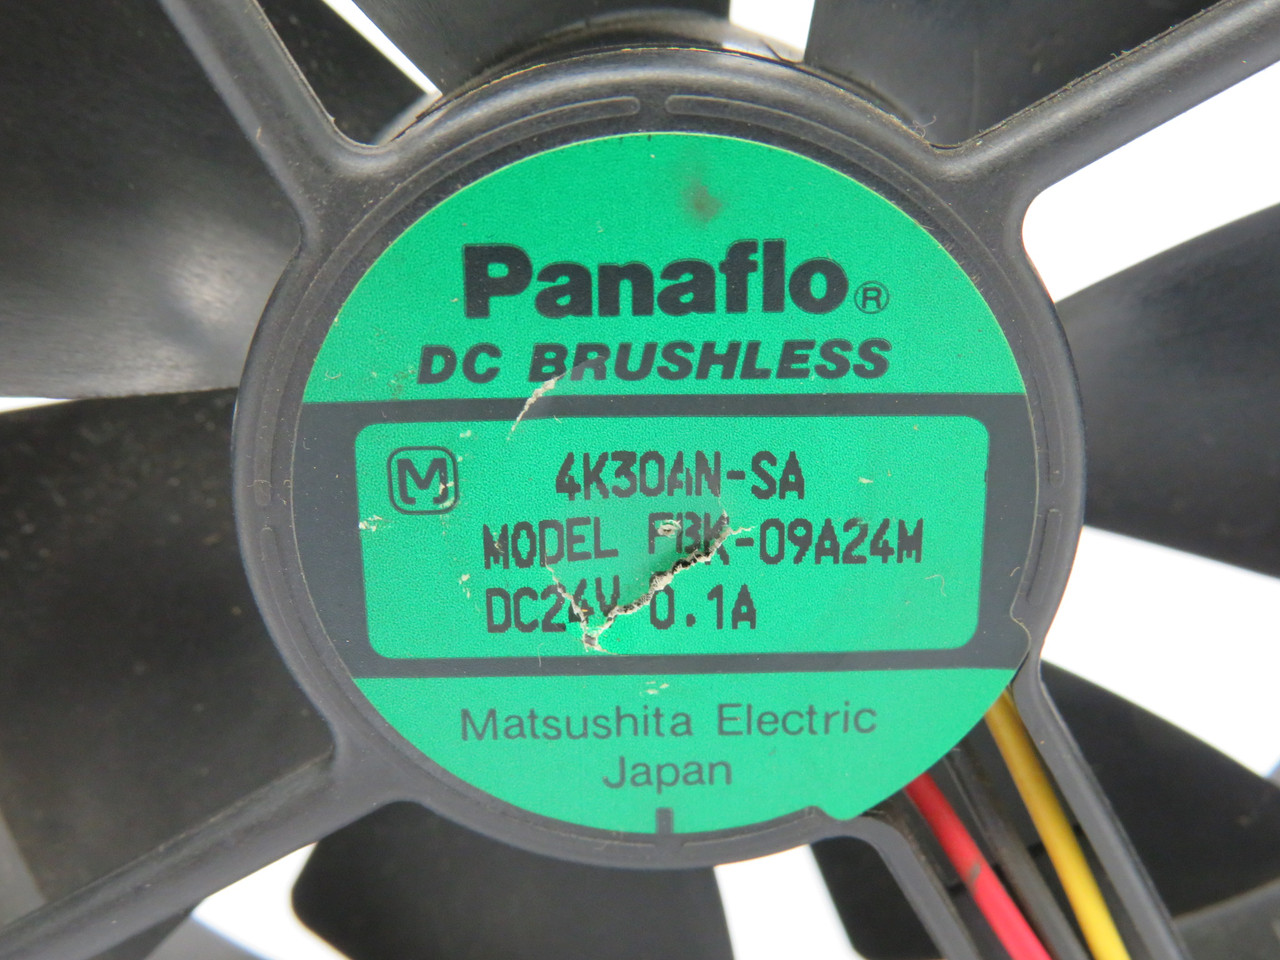 Panaflo®
DC BRUSHLESS
M 4K30AN-SA
MODEL FBK-09A24M
DC24V 0.1A
Matsushita Electric
Japan